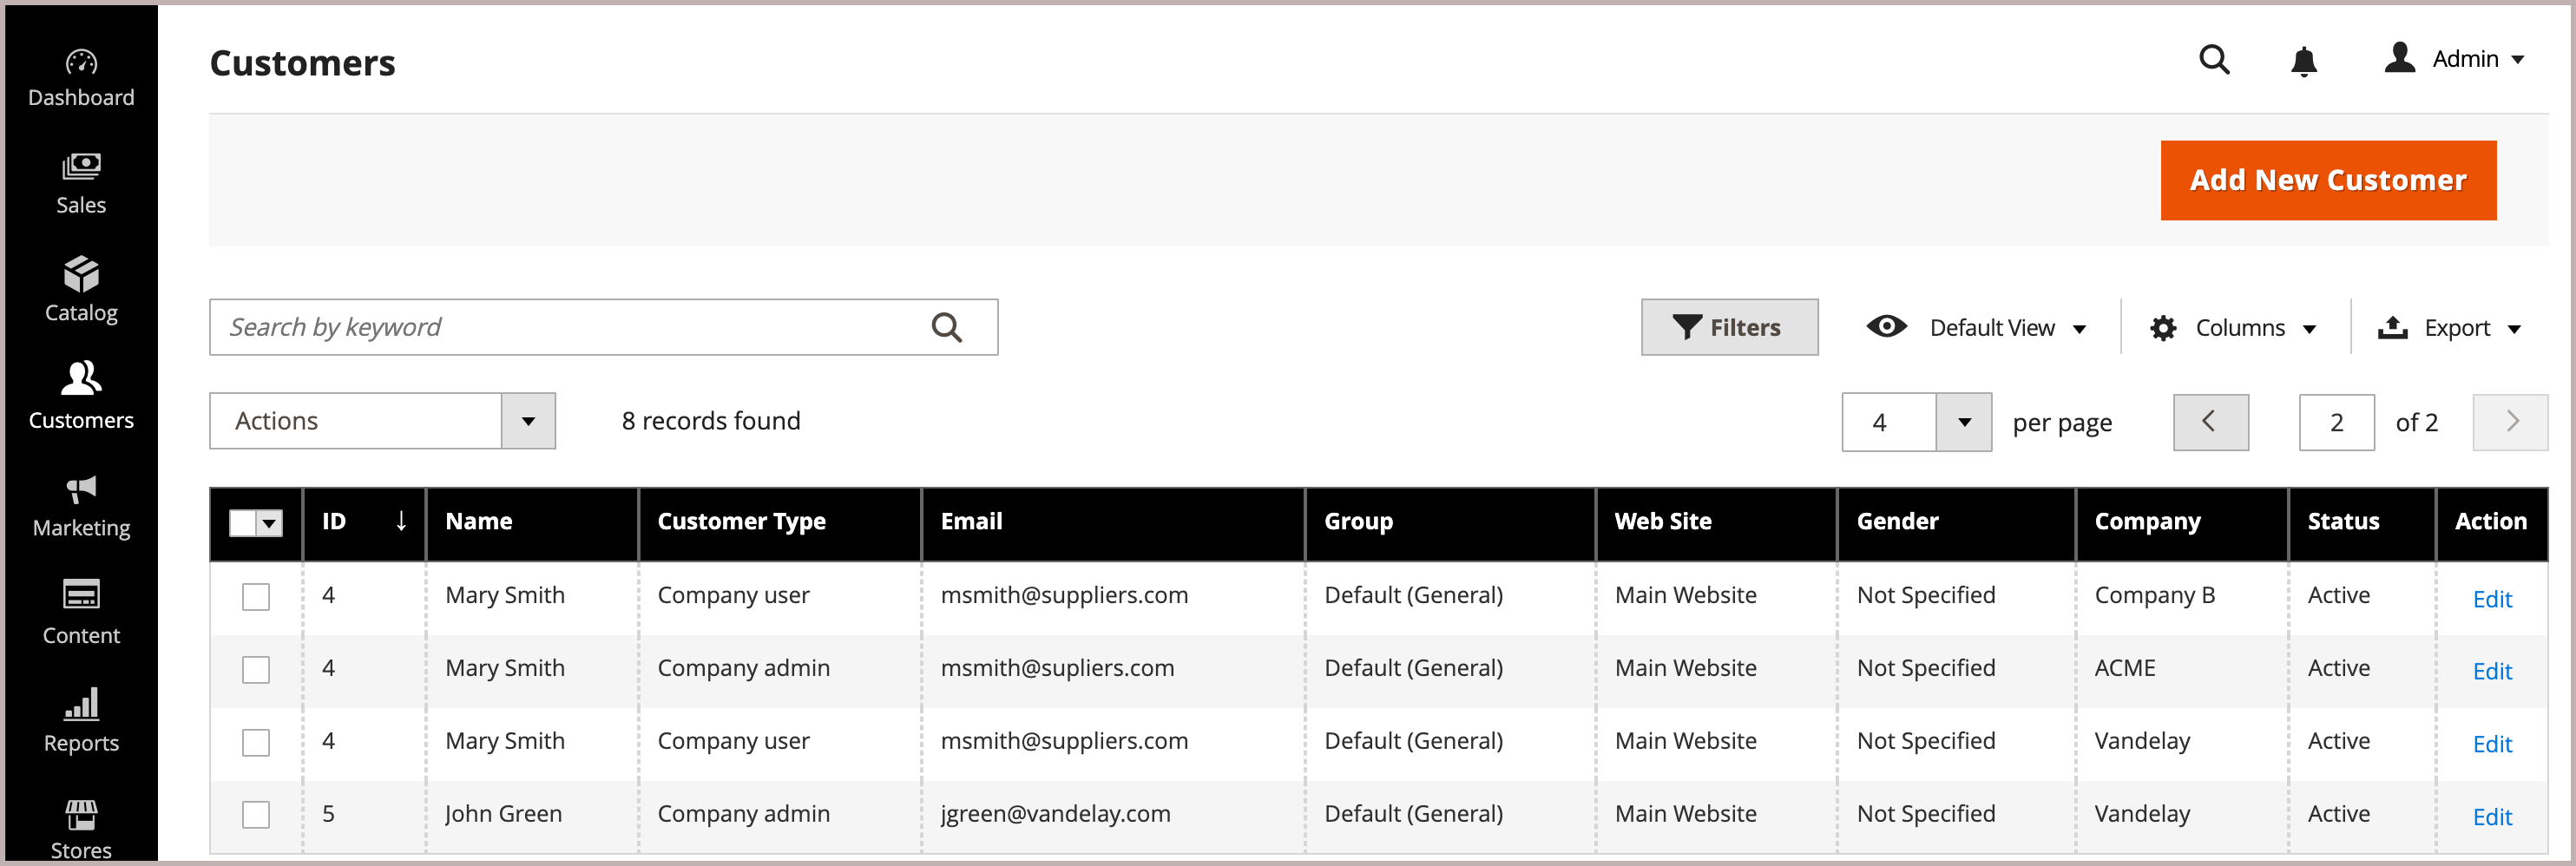 Dashboard
Sales
Catalog
Customers
Marketing
Content
Reports
Stores
Customers
Admin
Add New Customer
Search by keyword
Filters
Default View
Columns
Export
Actions
8 records found
4
per page
2
of 2
ID ↓ Name Customer Type Email Group Web Site Gender Company Status Action
4 Mary Smith Company user msmith@suppliers.com Default (General) Main Website Not Specified Company B Active Edit
4 Mary Smith Company admin msmith@supliers.com Default (General) Main Website Not Specified ACME Active Edit
4 Mary Smith Company user msmith@suppliers.com Default (General) Main Website Not Specified Vandelay Active Edit
5 John Green Company admin jgreen@vandelay.com Default (General) Main Website Not Specified Vandelay Active Edit